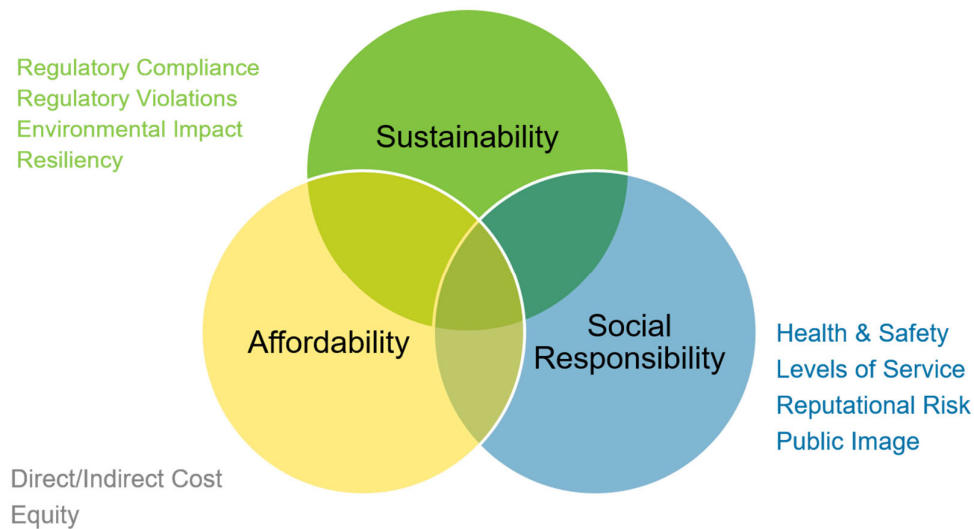 Regulatory Compliance
Regulatory Violations
Environmental Impact
Resiliency
Sustainability
Affordability
Social
Responsibility
Health & Safety
Levels of Service
Reputational Risk
Public Image
Direct/Indirect Cost
Equity